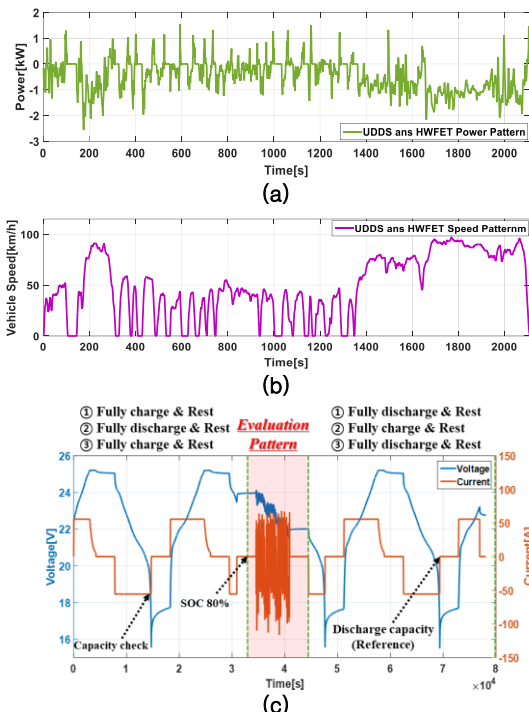 2
1
0
-1
-2
-3
Power[kW]
UDDS ans HWFET Power Pattern
0 200 400 600 800 1000 1200 1400 1600 1800 2000
Time[s]
(a)
100
50
0
Vehicle Speed[km/h]
UDDS ans HWFET Speed Patternm
0 200 400 600 800 1000 1200 1400 1600 1800 2000
Time[s]
(b)
① Fully charge & Rest
② Fully discharge & Rest
③ Fully charge & Rest
Evaluation
Pattern
① Fully discharge & Rest
② Fully charge & Rest
③ Fully discharge & Rest
26
24
22
20
18
16
Voltage[V]
Voltage
Current
150
100
50
0
-50
-100
-150
Current[A]
SOC 80%
Capacity check
Discharge capacity
(Reference)
0 1 2 3 4 5 6 7 8
Time[s]
×10⁴
(c)